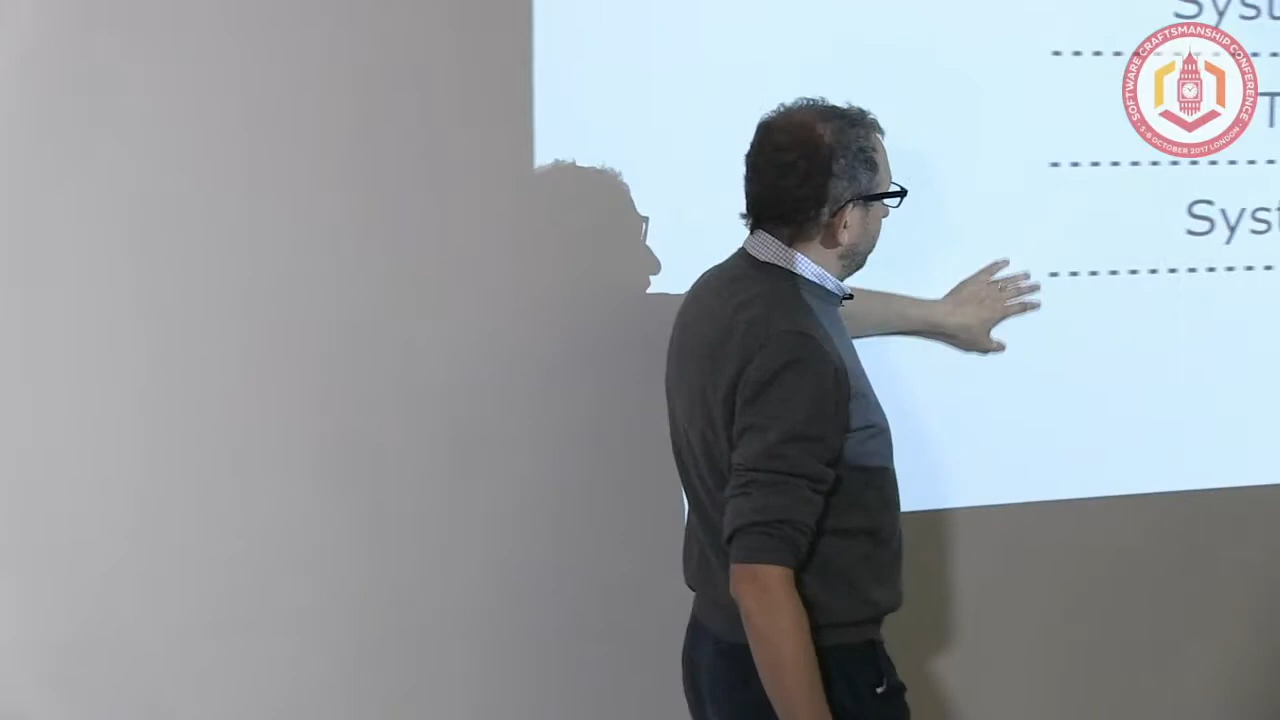 Syst
SOFTWARE CRAFTSMANSHIP CONFERENCE
• 5-6 OCTOBER 2017 LONDON •
T
Syst